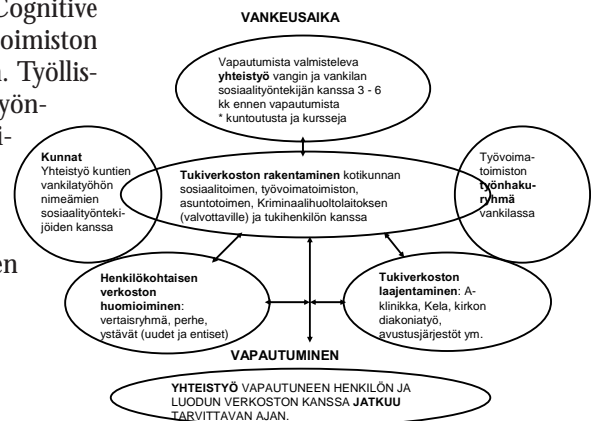 Cognitive
oimiston
. Työllis-
yön-
i-
en
VANKEUSAIKA
Vapautumista valmisteleva
yhteistyö vangin ja vankilan
sosiaalityöntekijän kanssa 3 - 6
kk ennen vapautumista
* kuntoutusta ja kursseja
Kunnat
Yhteistyö kuntien
vankilatyöhön
nimeämien
sosiaalityönteki-
jöiden kanssa
Tukiverkoston rakentaminen kotikunnan
sosiaalitoimen, työvoimatoimiston,
asuntotoimen, Kriminaalihuoltolaitoksen
(valvottaville) ja tukihenkilön kanssa
Työvoima-
toimiston
työnhaku-
ryhmä
vankilassa
Henkilökohtaisen
verkoston
huomioiminen:
vertaisryhmä, perhe,
ystävät (uudet ja entiset)
Tukiverkoston
laajentaminen: A-
klinikka, Kela, kirkon
diakoniatyö,
avustusjärjestöt ym.
VAPAUTUMINEN
YHTEISTYÖ VAPAUTUNEEN HENKILÖN JA
LUODUN VERKOSTON KANSSA JATKUU
TARVITTAVAN AJAN.